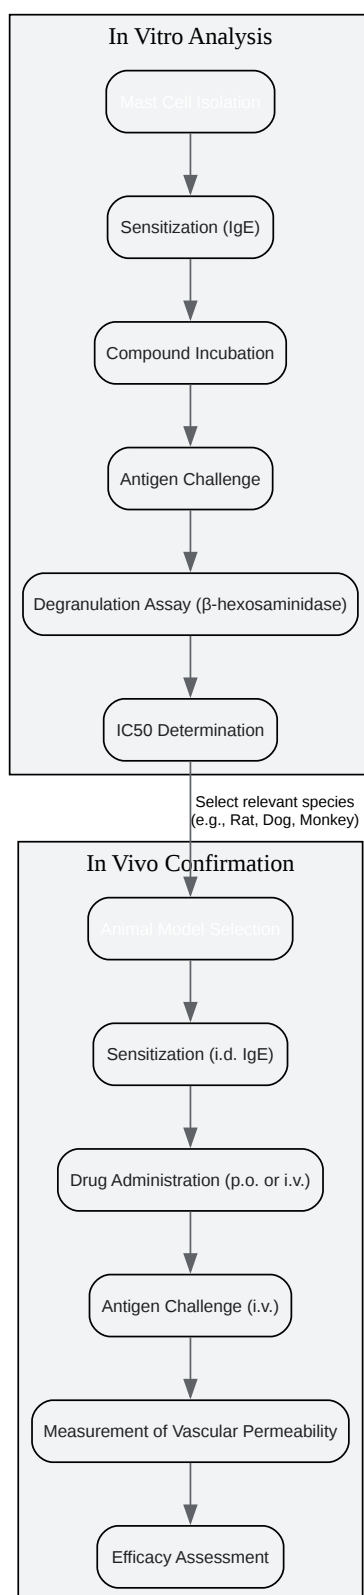 In Vitro Analysis
Mast Cell Isolation
Sensitization (IgE)
Compound Incubation
Antigen Challenge
Degranulation Assay (β-hexosaminidase)
IC50 Determination
Select relevant species
(e.g., Rat, Dog, Monkey)
In Vivo Confirmation
Animal Model Selection
Sensitization (i.d. IgE)
Drug Administration (p.o. or i.v.)
Antigen Challenge (i.v.)
Measurement of Vascular Permeability
Efficacy Assessment